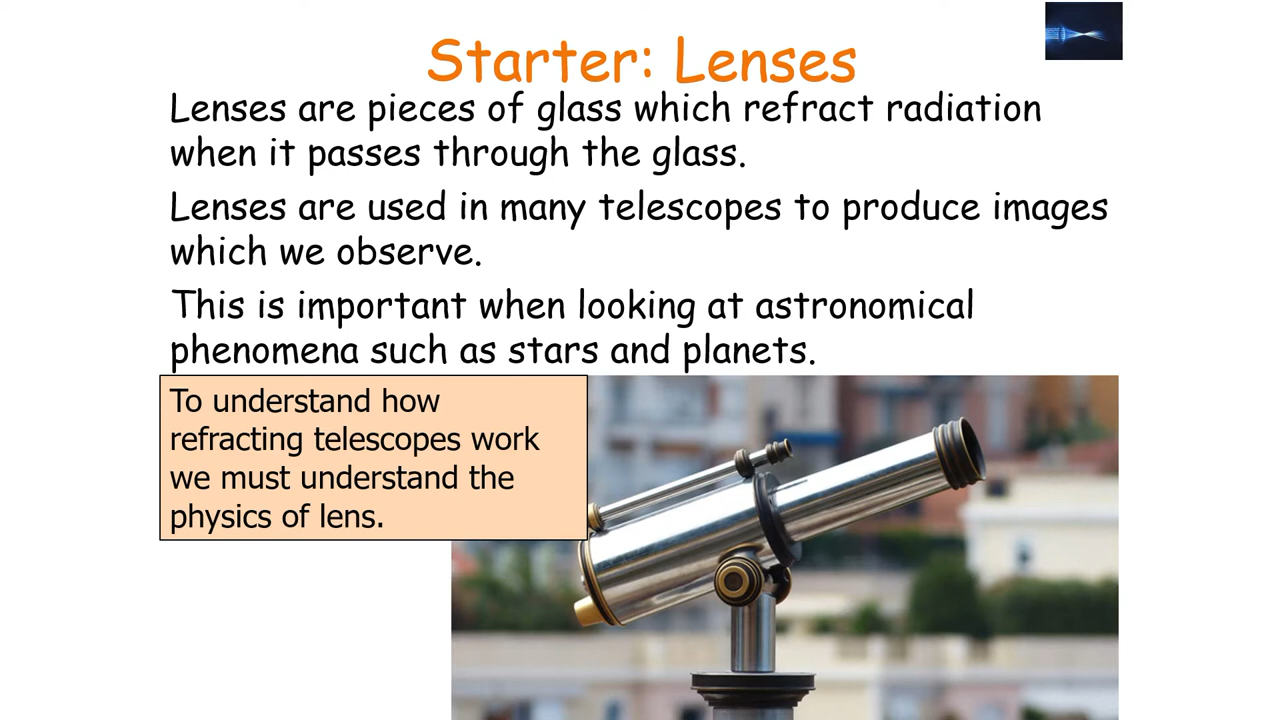 Starter: Lenses
Lenses are pieces of glass which refract radiation
when it passes through the glass.
Lenses are used in many telescopes to produce images
which we observe.
This is important when looking at astronomical
phenomena such as stars and planets.
To understand how
refracting telescopes work
we must understand the
physics of lens.